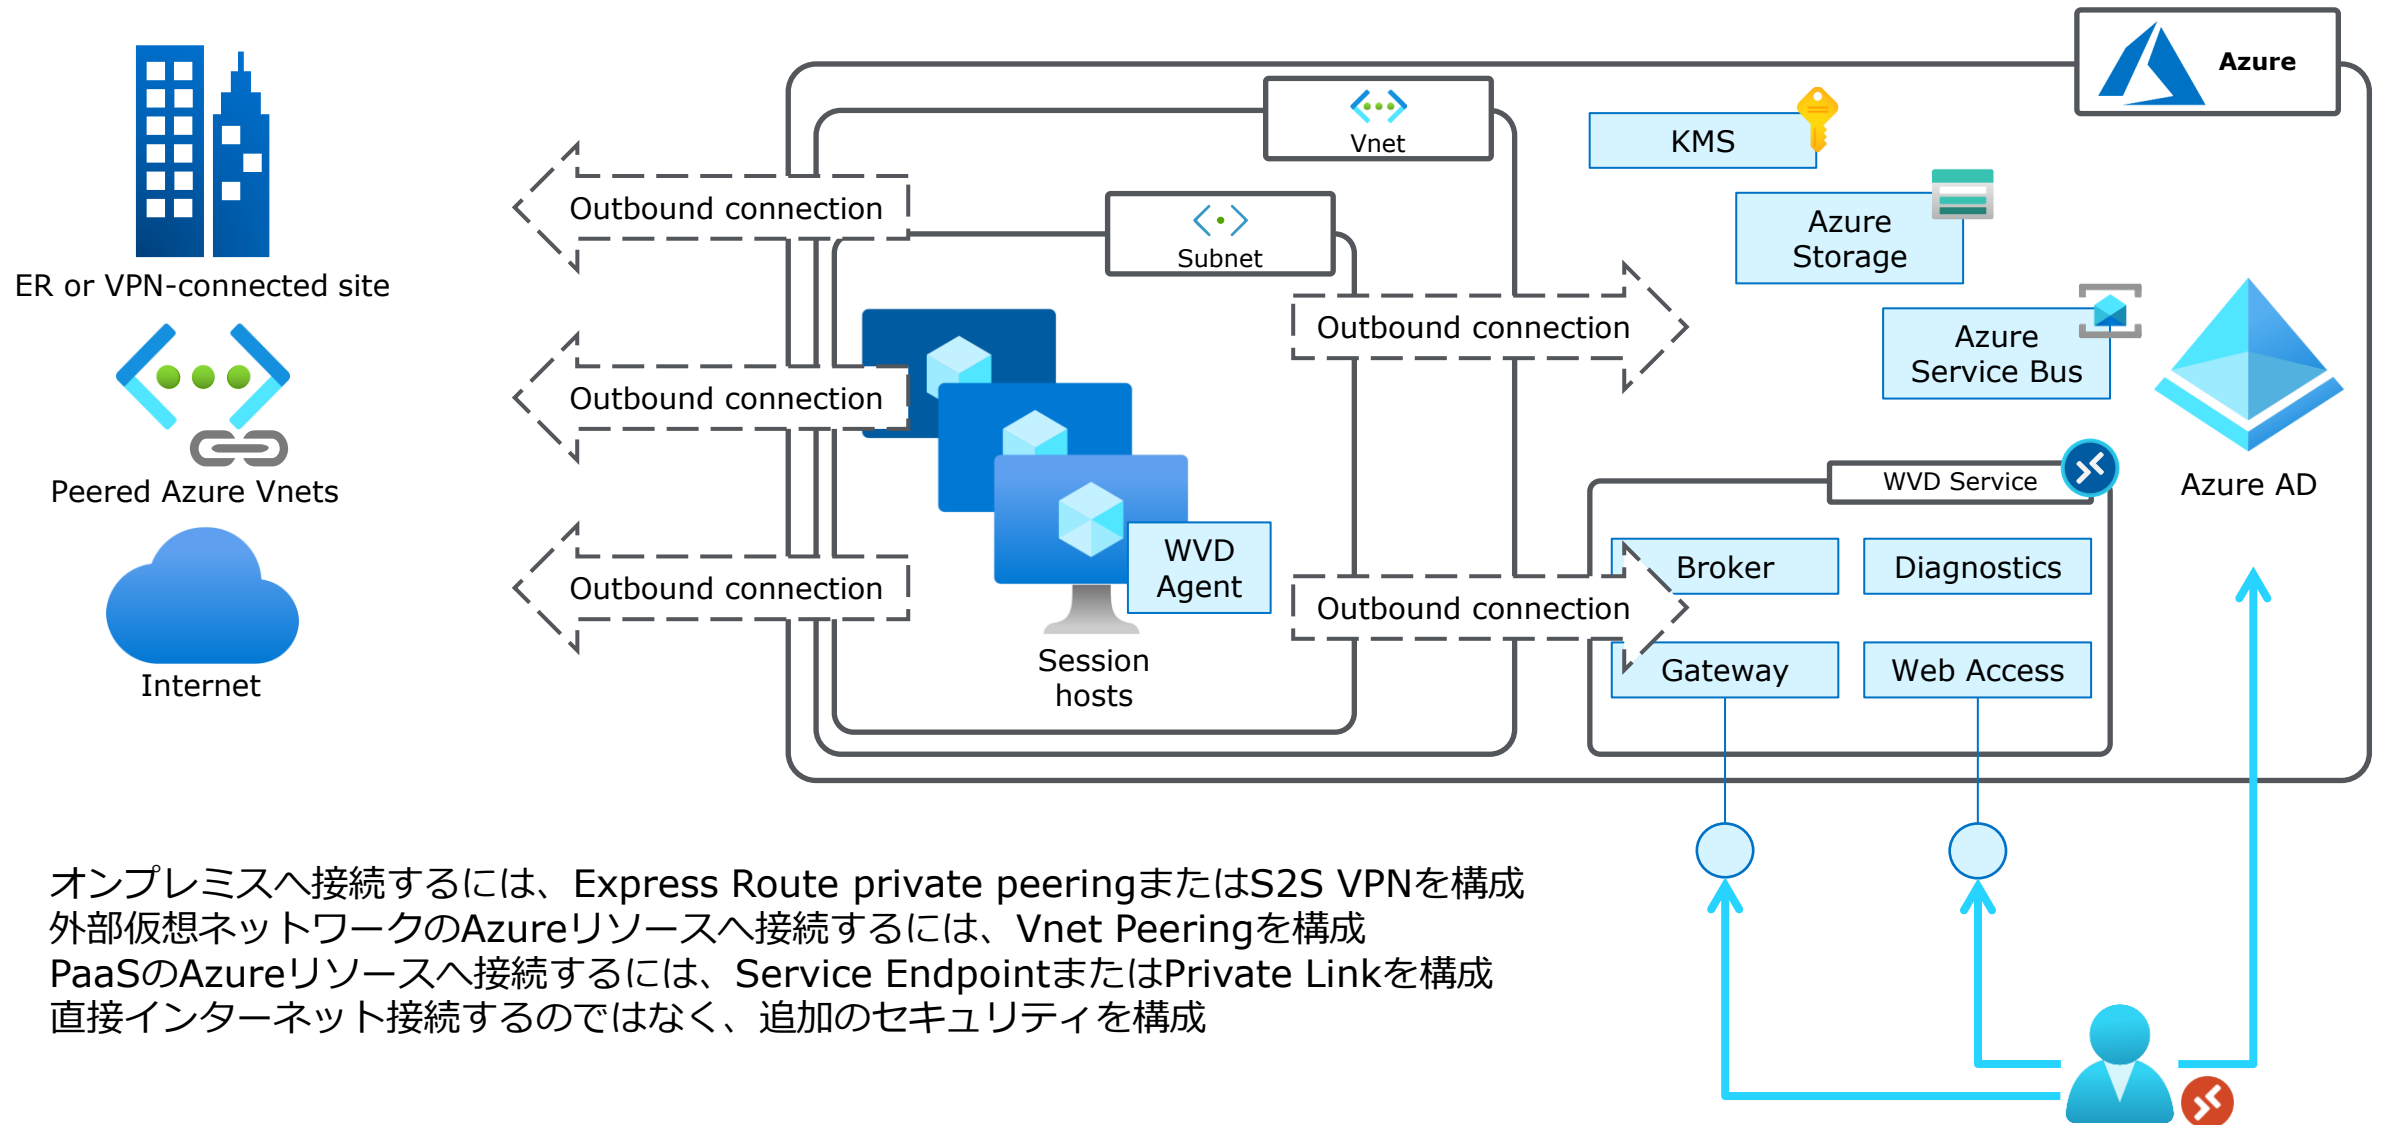 Azure
Vnet
KMS
Outbound connection
Azure
Storage
Subnet
ER or VPN-connected site
Outbound connection
Azure
Service Bus
Outbound connection
Peered Azure Vnets
WVD Service
Azure AD
WVD
Agent
Broker
Diagnostics
Outbound connection
Outbound connection
Internet
Session
hosts
Gateway
Web Access
オンプレミスへ接続するには、Express Route private peeringまたはS2S VPNを構成
外部仮想ネットワークのAzureリソースへ接続するには、Vnet Peeringを構成
PaaSのAzureリソースへ接続するには、Service EndpointまたはPrivate Linkを構成
直接インターネット接続するのではなく、追加のセキュリティを構成